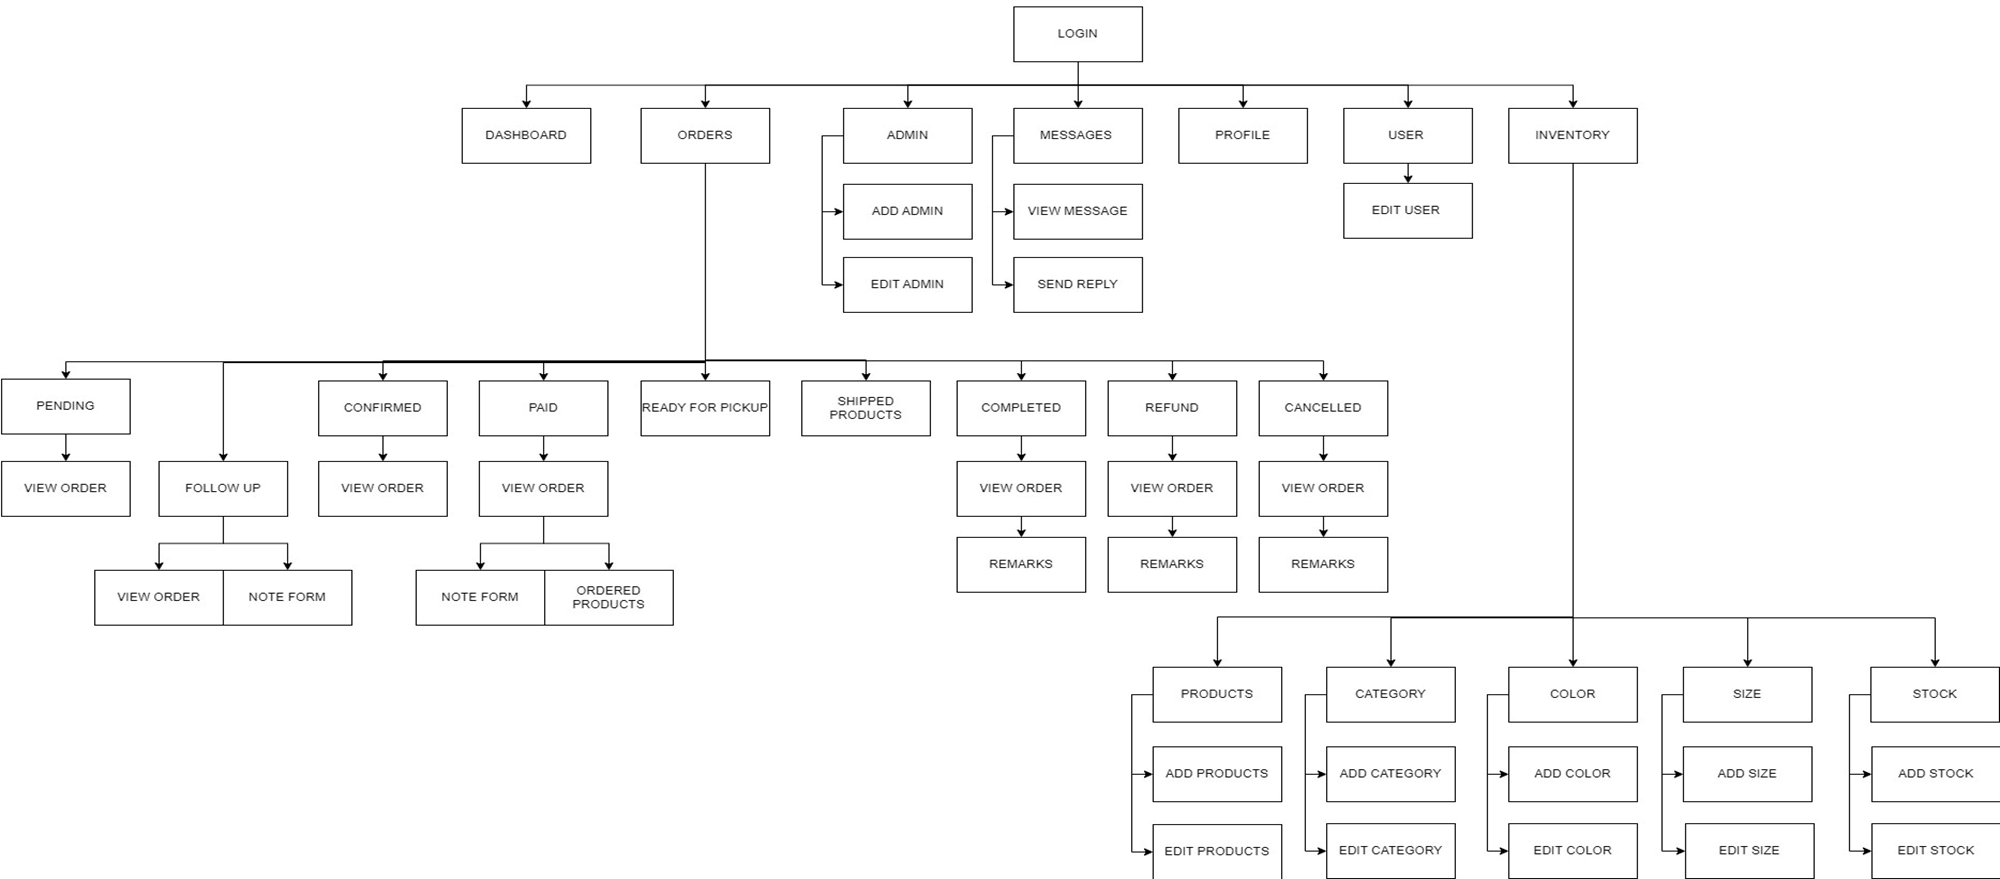 LOGIN
DASHBOARD
ORDERS
ADMIN
MESSAGES
PROFILE
USER
INVENTORY
ADD ADMIN
VIEW MESSAGE
EDIT USER
EDIT ADMIN
SEND REPLY
PENDING
CONFIRMED
PAID
READY FOR PICKUP
SHIPPED
PRODUCTS
COMPLETED
REFUND
CANCELLED
VIEW ORDER
FOLLOW UP
VIEW ORDER
VIEW ORDER
VIEW ORDER
VIEW ORDER
VIEW ORDER
REMARKS
REMARKS
REMARKS
VIEW ORDER
NOTE FORM
NOTE FORM
ORDERED
PRODUCTS
PRODUCTS
CATEGORY
COLOR
SIZE
STOCK
ADD PRODUCTS
ADD CATEGORY
ADD COLOR
ADD SIZE
ADD STOCK
EDIT PRODUCTS
EDIT CATEGORY
EDIT COLOR
EDIT SIZE
EDIT STOCK